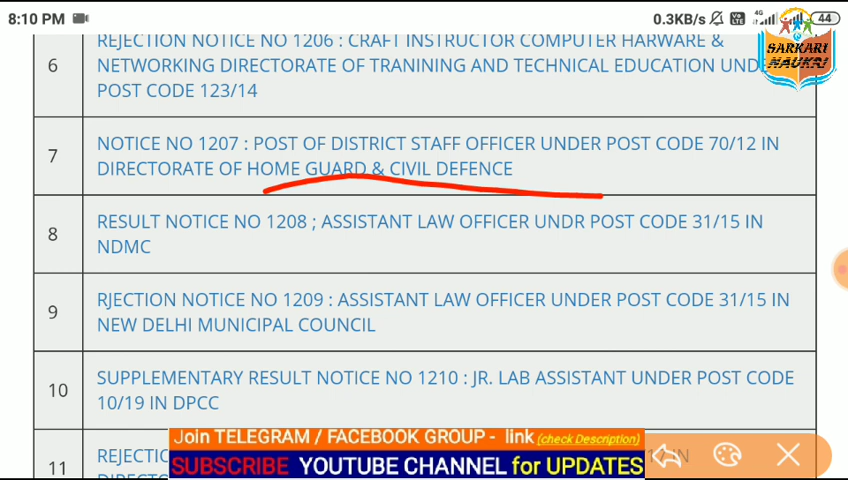 8:10 PM
0.3KB/s
4G
44
SARKARI
NAUKRI
6
REJECTION NOTICE NO 1206 : CRAFT INSTRUCTOR COMPUTER HARWARE &
NETWORKING DIRECTORATE OF TRANINING AND TECHNICAL EDUCATION
POST CODE 123/14
7
NOTICE NO 1207 : POST OF DISTRICT STAFF OFFICER UNDER POST CODE 70/12 IN
DIRECTORATE OF HOME GUARD & CIVIL DEFENCE
8
RESULT NOTICE NO 1208 ; ASSISTANT LAW OFFICER UNDR POST CODE 31/15 IN
NDMC
9
RJECTION NOTICE NO 1209 : ASSISTANT LAW OFFICER UNDER POST CODE 31/15 IN
NEW DELHI MUNICIPAL COUNCIL
10
SUPPLEMENTARY RESULT NOTICE NO 1210 : JR. LAB ASSISTANT UNDER POST CODE
10/19 IN DPCC
11
Join TELEGRAM / FACEBOOK GROUP - link (check Description)
SUBSCRIBE YOUTUBE CHANNEL for UPDATES